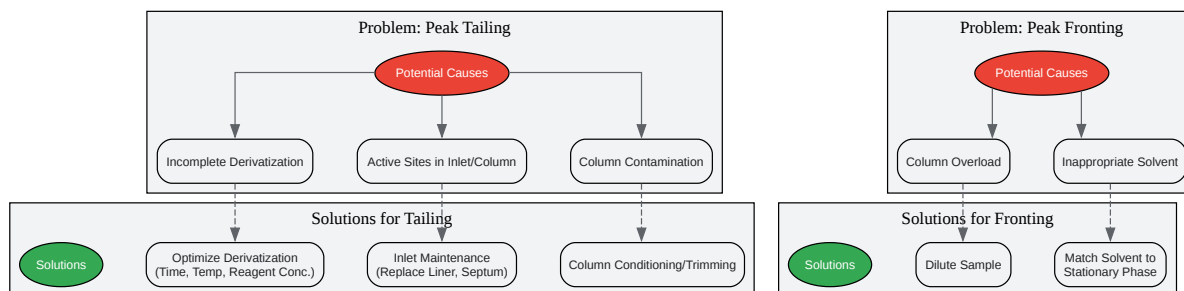 Problem: Peak Tailing
Potential Causes
Incomplete Derivatization
Active Sites in Inlet/Column
Column Contamination
Solutions for Tailing
Solutions
Optimize Derivatization
(Time, Temp, Reagent Conc.)
Inlet Maintenance
(Replace Liner, Septum)
Column Conditioning/Trimming
Problem: Peak Fronting
Potential Causes
Column Overload
Inappropriate Solvent
Solutions for Fronting
Solutions
Dilute Sample
Match Solvent to
Stationary Phase